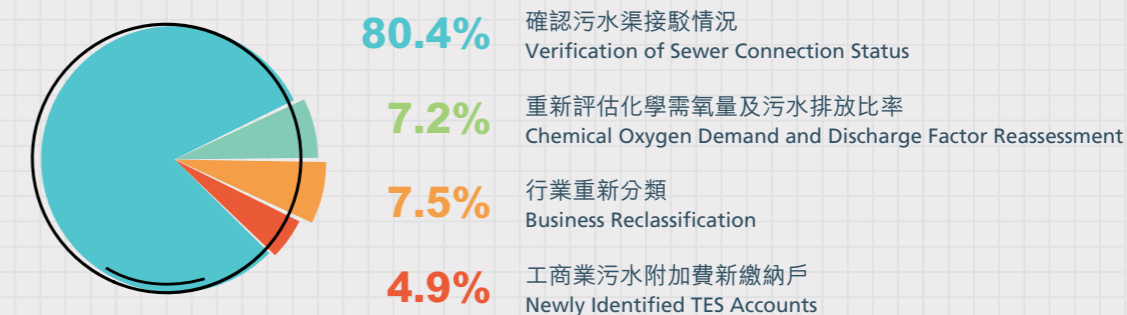 80.4%
確認污水渠接駁情況
Verification of Sewer Connection Status
7.2%
重新評估化學需氧量及污水排放比率
Chemical Oxygen Demand and Discharge Factor Reassessment
7.5%
行業重新分類
Business Reclassification
4.9%
工商業污水附加費新繳納戶
Newly Identified TES Accounts